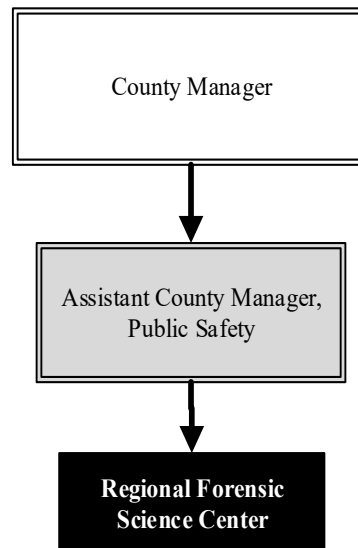 County Manager
Assistant County Manager,
Public Safety
Regional Forensic
Science Center